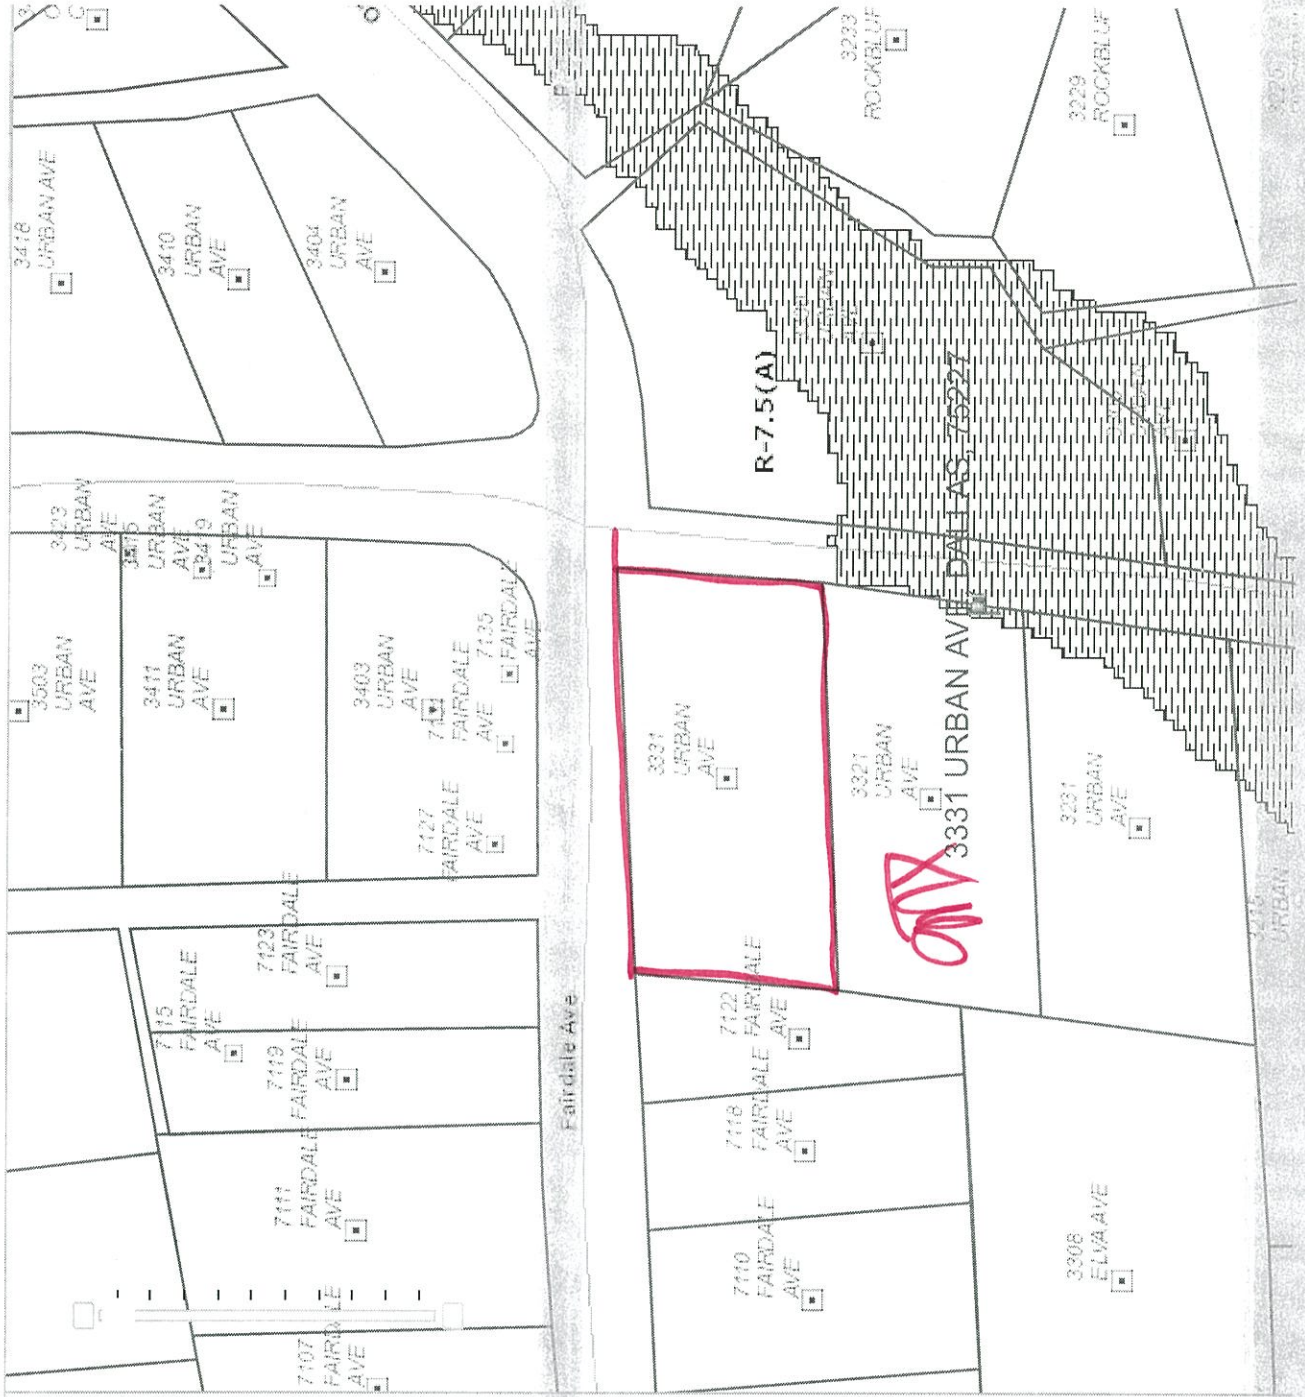 3418
URBAN AVE
3410
URBAN
AVE
3404
URBAN
AVE
3233
ROCKBLUF
3229
ROCKBLUF
3423
URBAN
AVE
URBAN
AVE
3419
URBAN
AVE
3503
URBAN
AVE
3411
URBAN
AVE
3403
URBAN
AVE
7135
FAIRDALE
AVE
FAIRDALE
AVE
7127
FAIRDALE
AVE
R-7.5(A)
3331
URBAN
AVE
3321
URBAN
AVE
3331 URBAN AVE, DALLAS, 75227
3231
URBAN
AVE
URBAN
7123
FAIRDALE
AVE
7115
FAIRDALE
AVE
7119
FAIRDALE
AVE
7111
FAIRDALE
AVE
7107
FAIRDALE
AVE
Fairdale Ave
7122
FAIRDALE
AVE
7118
FAIRDALE
AVE
7110
FAIRDALE
AVE
3308
ELVA AVE